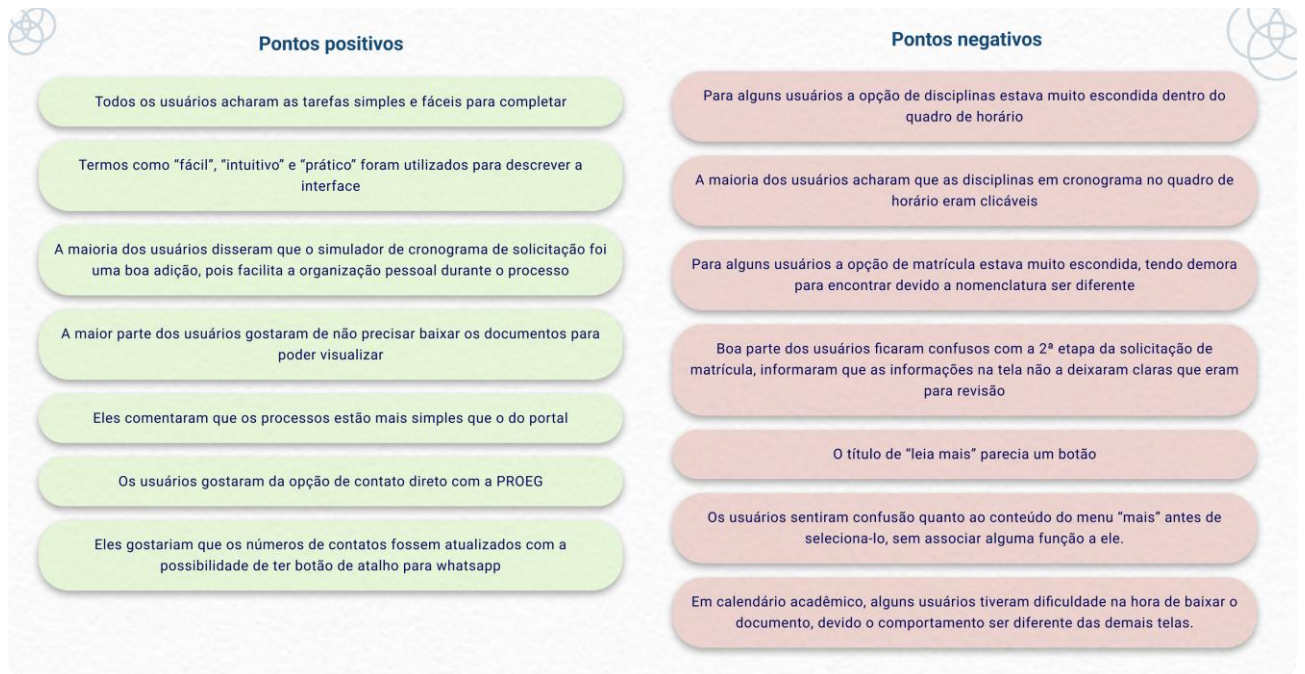 Pontos positivos
Todos os usuários acharam as tarefas simples e fáceis para completar
Termos como “fácil”, “intuitivo” e “prático” foram utilizados para descrever a
interface
A maioria dos usuários disseram que o simulador de cronograma de solicitação foi
uma boa adição, pois facilita a organização pessoal durante o processo
A maior parte dos usuários gostaram de não precisar baixar os documentos para
poder visualizar
Eles comentaram que os processos estão mais simples que o do portal
Os usuários gostaram da opção de contato direto com a PROEG
Eles gostariam que os números de contatos fossem atualizados com a
possibilidade de ter botão de atalho para whatsapp
Pontos negativos
Para alguns usuários a opção de disciplinas estava muito escondida dentro do
quadro de horário
A maioria dos usuários acharam que as disciplinas em cronograma no quadro de
horário eram clicáveis
Para alguns usuários a opção de matrícula estava muito escondida, tendo demora
para encontrar devido a nomenclatura ser diferente
Boa parte dos usuários ficaram confusos com a 2ª etapa da solicitação de
matrícula, informaram que as informações na tela não a deixaram claras que eram
para revisão
O título de “leia mais” parecia um botão
Os usuários sentiram confusão quanto ao conteúdo do menu “mais” antes de
seleciona-lo, sem associar alguma função a ele.
Em calendário acadêmico, alguns usuários tiveram dificuldade na hora de baixar o
documento, devido o comportamento ser diferente das demais telas.